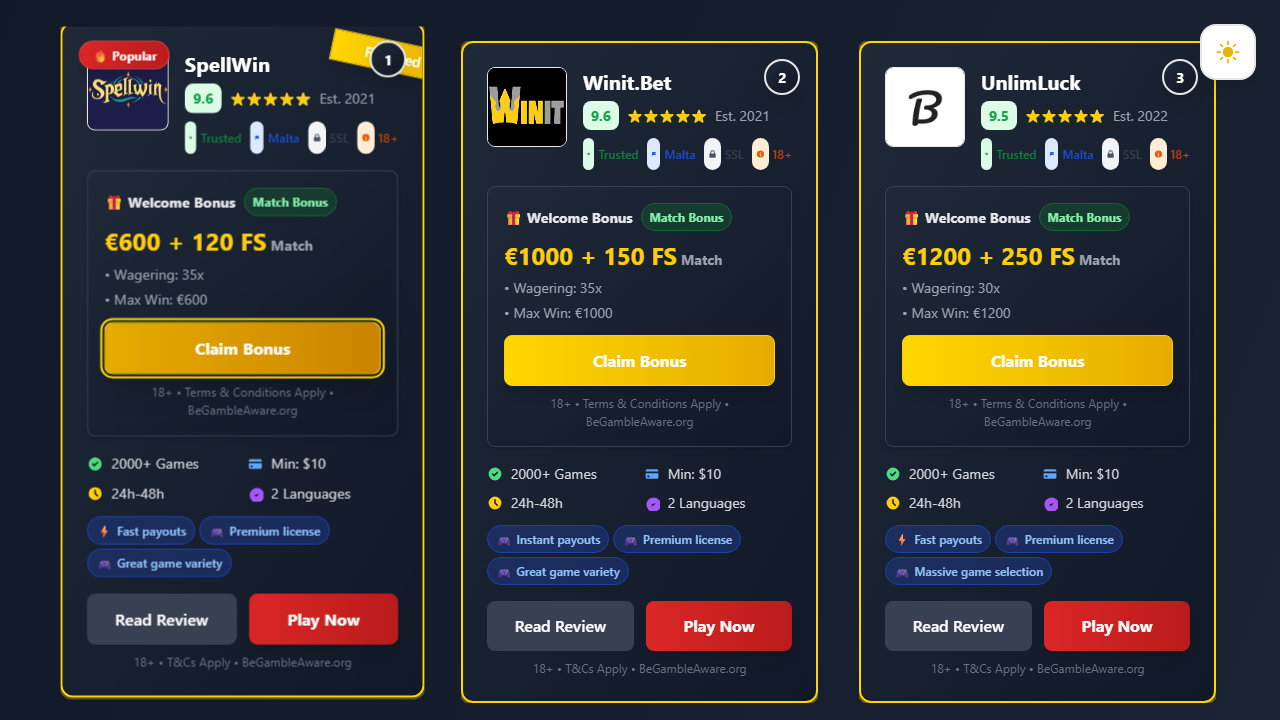 Popular
1
Spellwin
SpellWin
9.6 Est. 2021
Trusted Malta SSL 18+
Welcome Bonus Match Bonus
€600 + 120 FS Match
• Wagering: 35x
• Max Win: €600
Claim Bonus
18+ • Terms & Conditions Apply •
BeGambleAware.org
2000+ Games Min: $10
24h-48h 2 Languages
Fast payouts Premium license
Great game variety
Read Review Play Now
18+ • T&Cs Apply • BeGambleAware.org
2
WINIT
Winit.Bet
9.6 Est. 2021
Trusted Malta SSL 18+
Welcome Bonus Match Bonus
€1000 + 150 FS Match
• Wagering: 35x
• Max Win: €1000
Claim Bonus
18+ • Terms & Conditions Apply •
BeGambleAware.org
2000+ Games Min: $10
24h-48h 2 Languages
Instant payouts Premium license
Great game variety
Read Review Play Now
18+ • T&Cs Apply • BeGambleAware.org
3
B
UnlimLuck
9.5 Est. 2022
Trusted Malta SSL 18+
Welcome Bonus Match Bonus
€1200 + 250 FS Match
• Wagering: 30x
• Max Win: €1200
Claim Bonus
18+ • Terms & Conditions Apply •
BeGambleAware.org
2000+ Games Min: $10
24h-48h 2 Languages
Fast payouts Premium license
Massive game selection
Read Review Play Now
18+ • T&Cs Apply • BeGambleAware.org